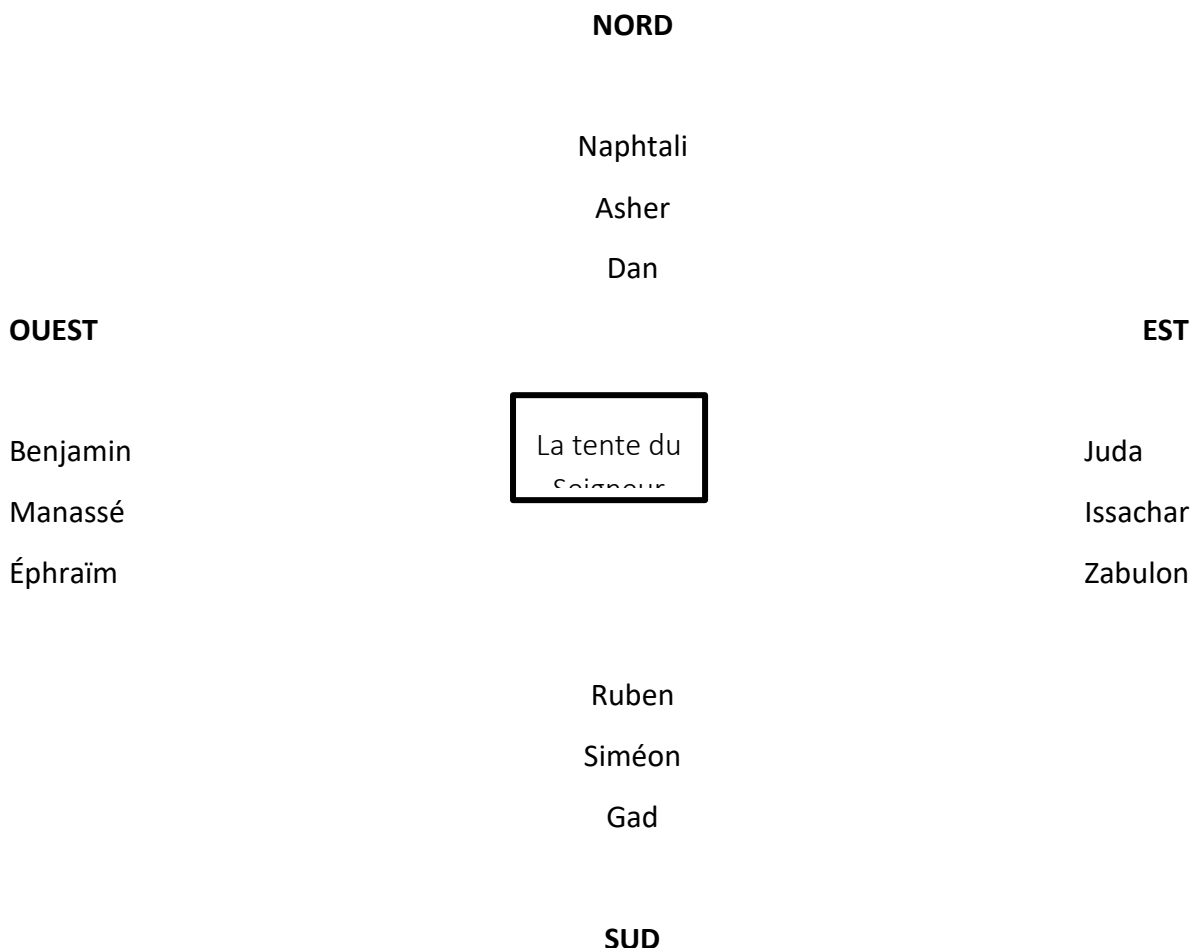 NORD
Naphtali
Asher
Dan
OUEST EST
Benjamin
La tente du
Seigneur
Juda
Manassé Issachar
Éphraïm Zabulon
Ruben
Siméon
Gad
SUD